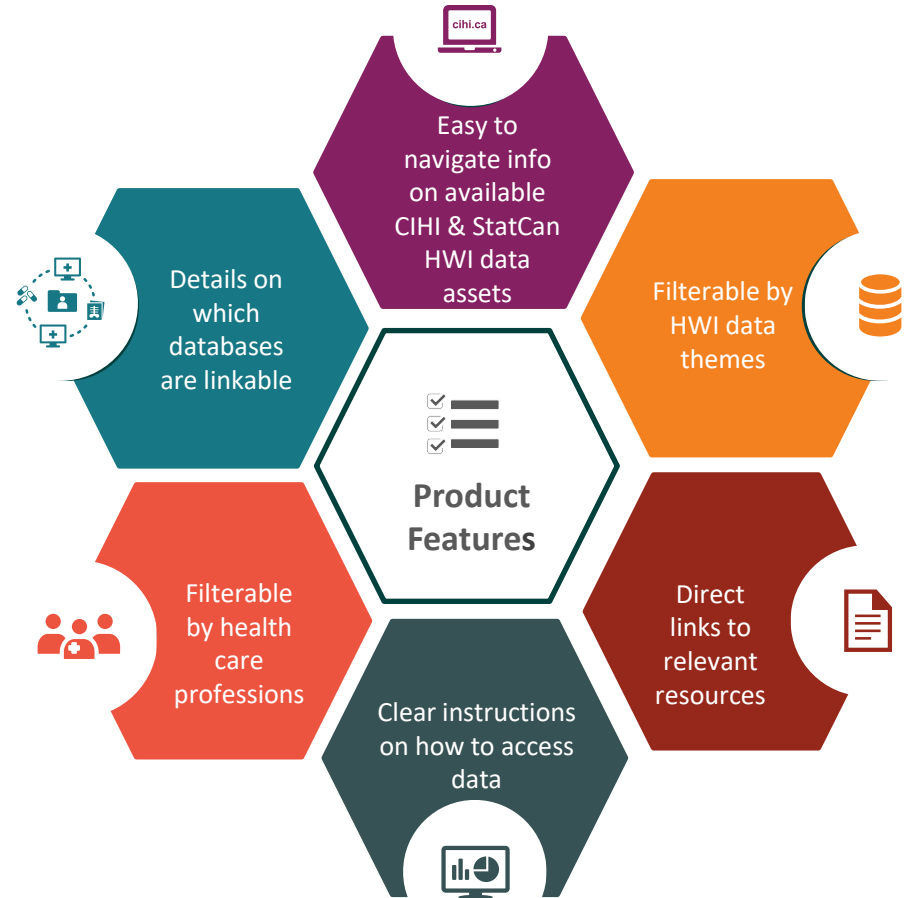 cihi.ca
Easy to
navigate info
on available
CIHI & StatCan
HWI data
assets
Details on
which
databases
are linkable
Filterable by
HWI data
themes
Product
Features
Filterable
by health
care
professions
Direct
links to
relevant
resources
Clear instructions
on how to access
data